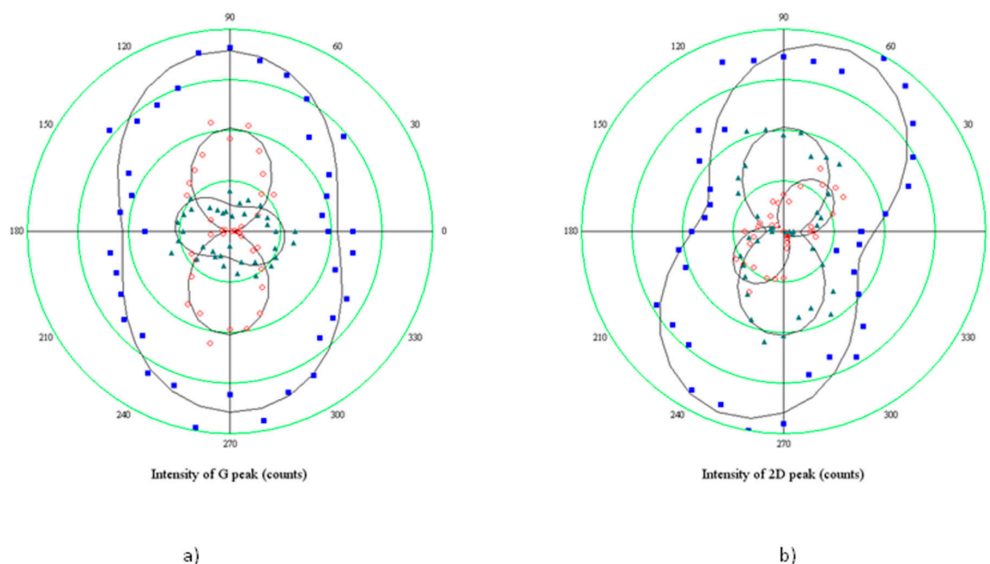 90 90
120 60 120 60
150 30 150 30
180 0 180 0
210 330 210 330
240 300 240 300
270 270
Intensity of G peak (counts) Intensity of 2D peak (counts)
a) b)